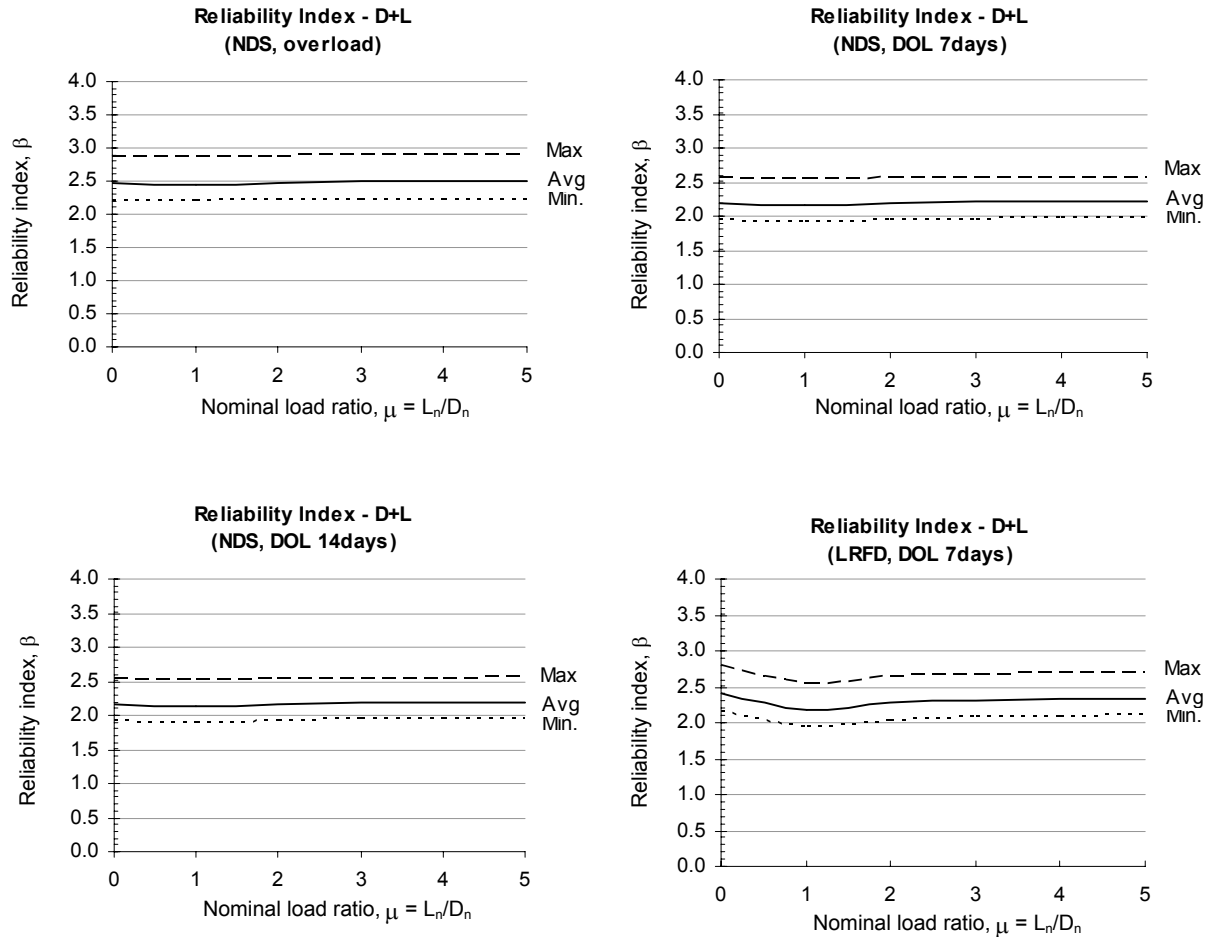 Reliability Index - D+L
(NDS, overload)
Reliability index, β
4.0
3.5
3.0
2.5
2.0
1.5
1.0
0.5
0.0
0 1 2 3 4 5
Nominal load ratio, μ = Lₙ/Dₙ
Max
Avg
Min.
Reliability Index - D+L
(NDS, DOL 7days)
Reliability index, β
4.0
3.5
3.0
2.5
2.0
1.5
1.0
0.5
0.0
0 1 2 3 4 5
Nominal load ratio, μ = Lₙ/Dₙ
Max
Avg
Min.
Reliability Index - D+L
(NDS, DOL 14days)
Reliability index, β
4.0
3.5
3.0
2.5
2.0
1.5
1.0
0.5
0.0
0 1 2 3 4 5
Nominal load ratio, μ = Lₙ/Dₙ
Max
Avg
Min.
Reliability Index - D+L
(LRFD, DOL 7days)
Reliability index, β
4.0
3.5
3.0
2.5
2.0
1.5
1.0
0.5
0.0
0 1 2 3 4 5
Nominal load ratio, μ = Lₙ/Dₙ
Max
Avg
Min.